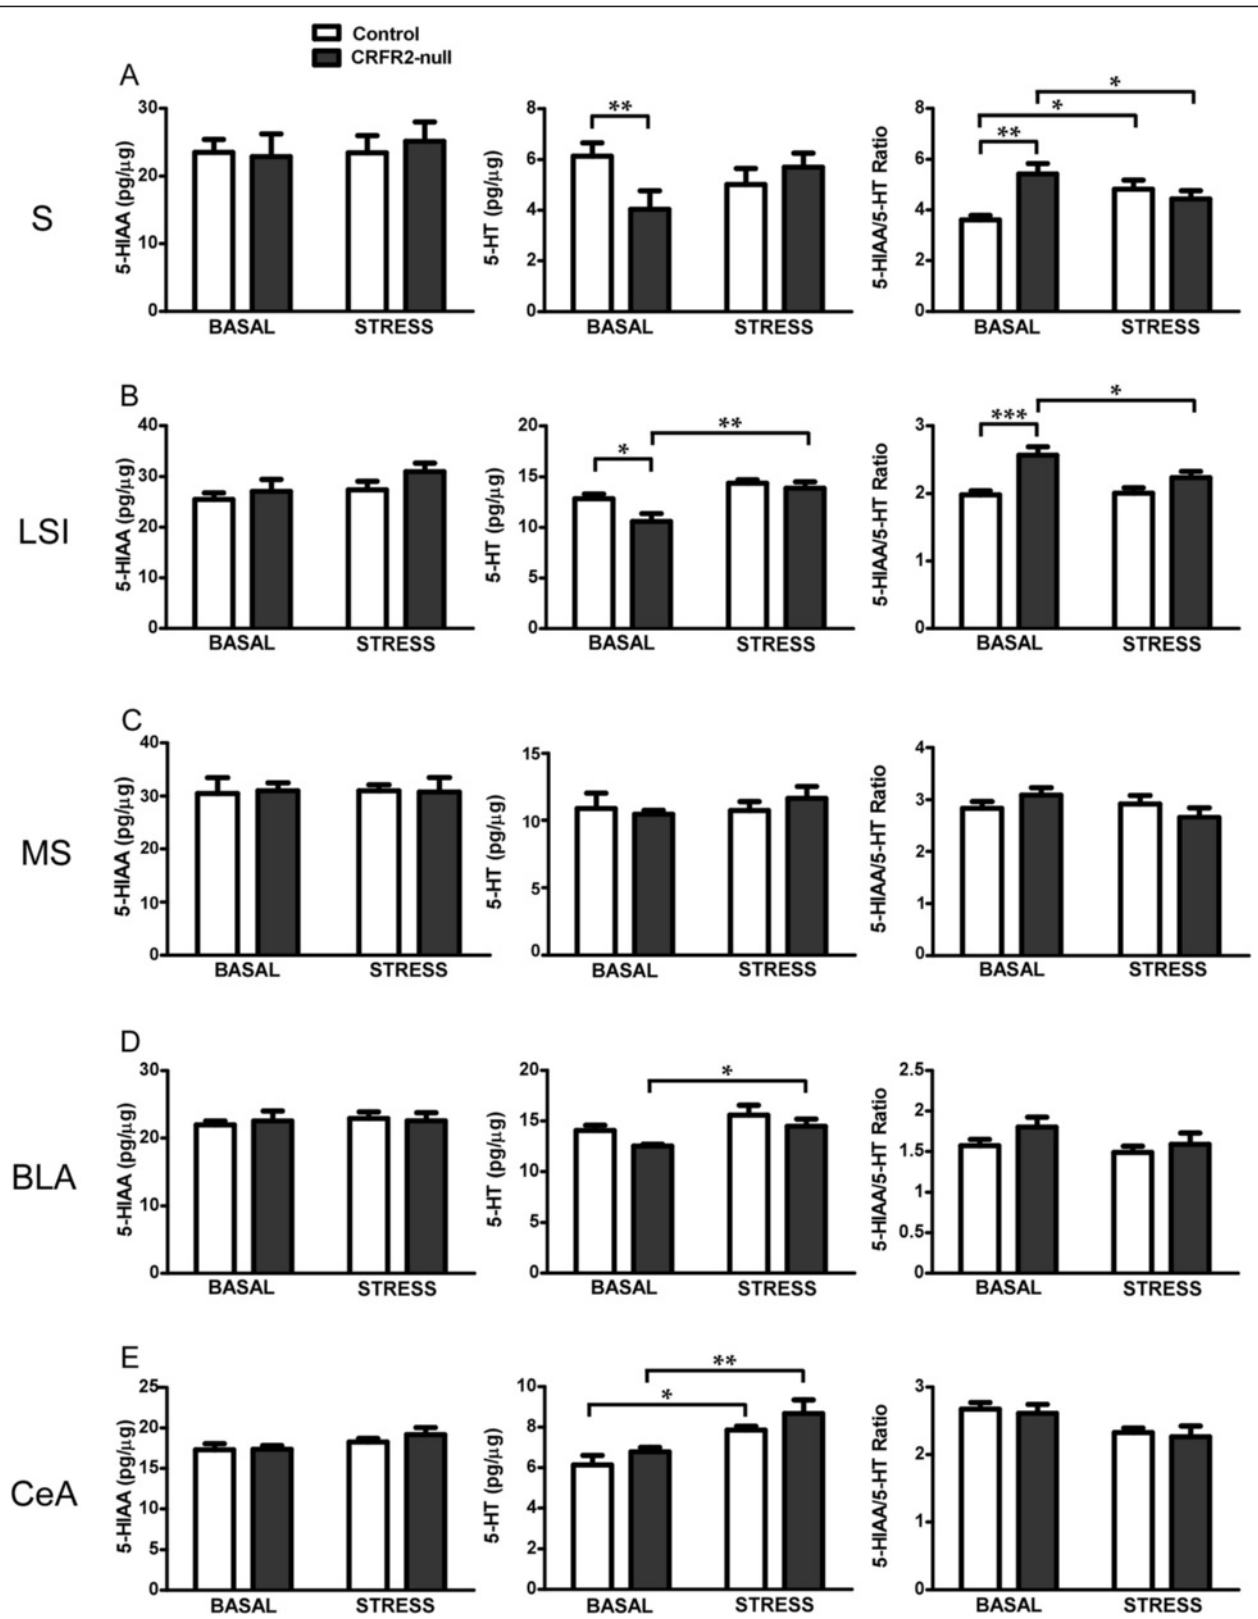 Control
CRFR2-null
A
S
5-HIAA (pg/μg)
30
20
10
0
BASAL
STRESS
5-HT (pg/μg)
8
6
4
2
0
**
BASAL
STRESS
5-HIAA/5-HT Ratio
8
6
4
2
0
*
*
**
BASAL
STRESS
B
LSI
5-HIAA (pg/μg)
40
30
20
10
0
BASAL
STRESS
5-HT (pg/μg)
20
15
10
5
0
**
*
BASAL
STRESS
5-HIAA/5-HT Ratio
3
2
1
0
*
***
BASAL
STRESS
C
MS
5-HIAA (pg/μg)
40
30
20
10
0
BASAL
STRESS
5-HT (pg/μg)
15
10
5
0
BASAL
STRESS
5-HIAA/5-HT Ratio
4
3
2
1
0
BASAL
STRESS
D
BLA
5-HIAA (pg/μg)
30
20
10
0
BASAL
STRESS
5-HT (pg/μg)
20
15
10
5
0
*
BASAL
STRESS
5-HIAA/5-HT Ratio
2.5
2
1.5
1
0.5
0
BASAL
STRESS
E
CeA
5-HIAA (pg/μg)
25
20
15
10
5
0
BASAL
STRESS
5-HT (pg/μg)
10
8
6
4
2
0
**
*
BASAL
STRESS
5-HIAA/5-HT Ratio
3
2
1
0
BASAL
STRESS